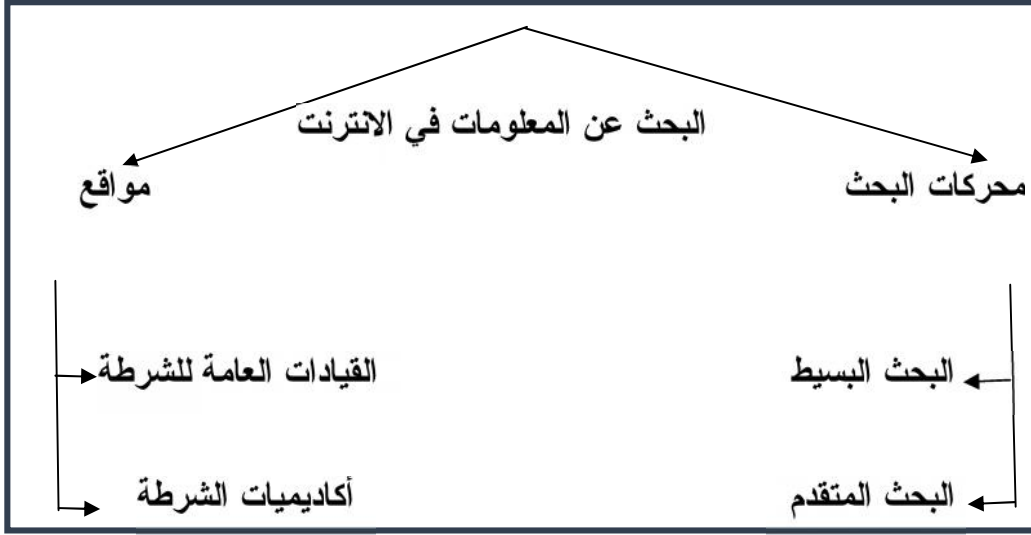 البحث عن المعلومات في الانترنت
محركات البحث
مواقع
البحث البسيط
القيادات العامة للشرطة
البحث المتقدم
أكاديميات الشرطة